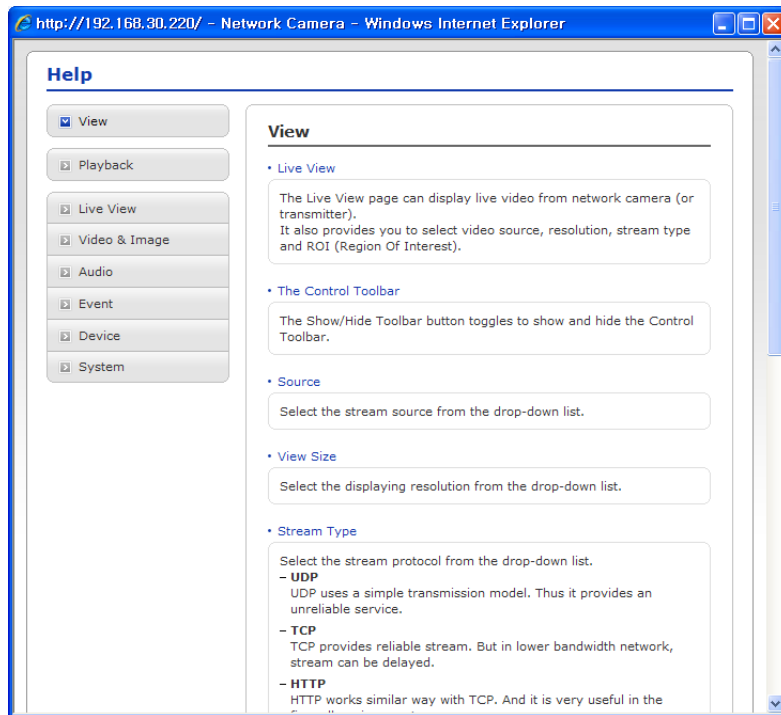 http://192.168.30.220/ - Network Camera - Windows Internet Explorer
Help
View
Playback
Live View
Video & Image
Audio
Event
Device
System
View
• Live View
The Live View page can display live video from network camera (or
transmitter).
It also provides you to select video source, resolution, stream type
and ROI (Region Of Interest).
• The Control Toolbar
The Show/Hide Toolbar button toggles to show and hide the Control
Toolbar.
• Source
Select the stream source from the drop-down list.
• View Size
Select the displaying resolution from the drop-down list.
• Stream Type
Select the stream protocol from the drop-down list.
– UDP
UDP uses a simple transmission model. Thus it provides an
unreliable service.
– TCP
TCP provides reliable stream. But in lower bandwidth network,
stream can be delayed.
– HTTP
HTTP works similar way with TCP. And it is very useful in the